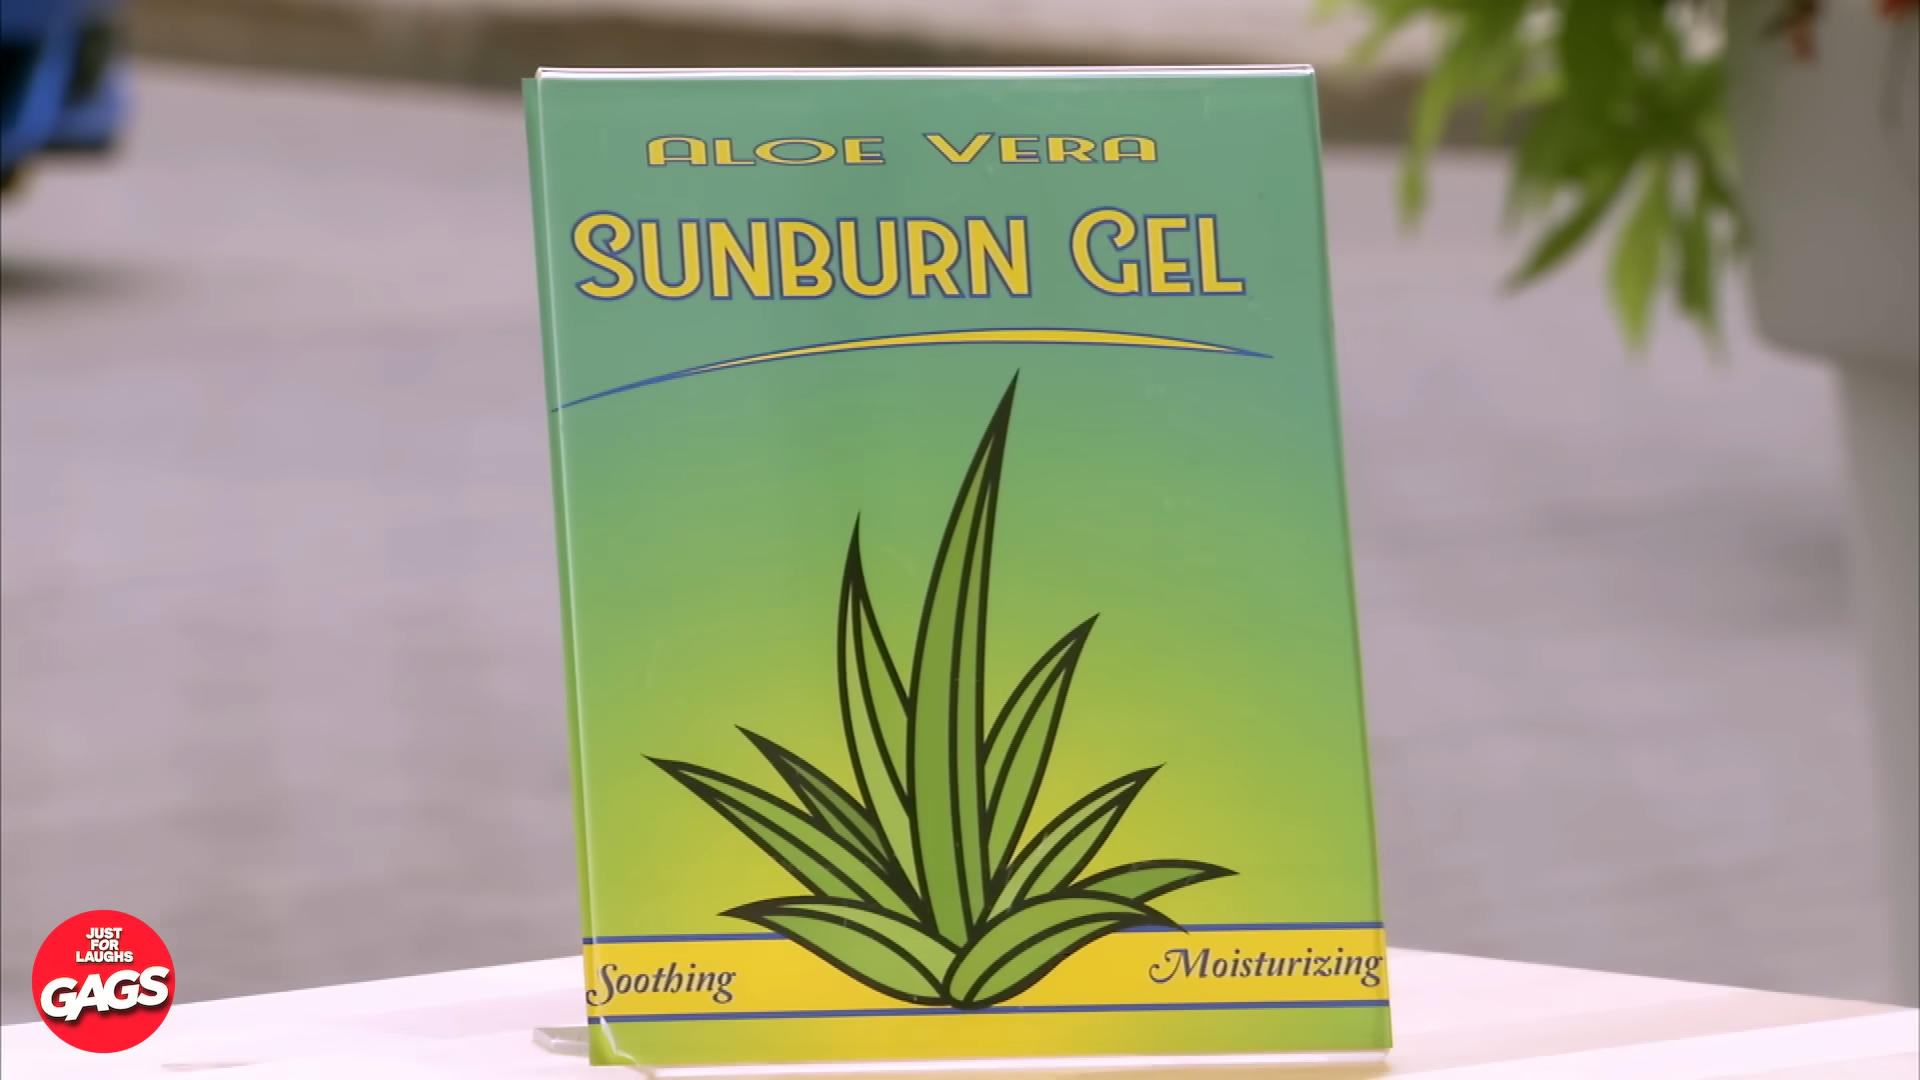 ALOE VERA
SUNBURN GEL
Soothing
Moisturizing
JUST
FOR
LAUGHS
GAGS